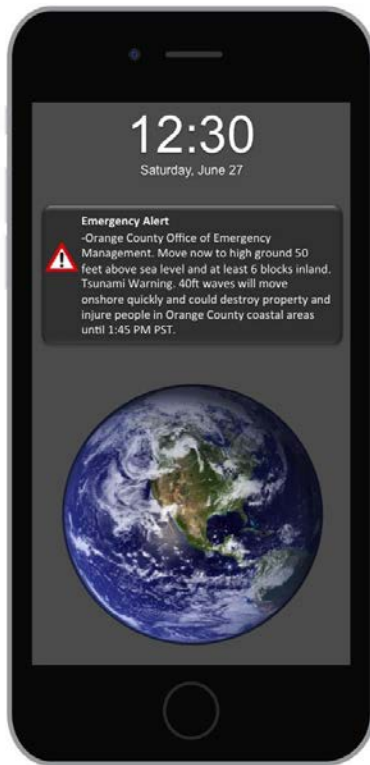 12:30
Saturday, June 27
Emergency Alert
-Orange County Office of Emergency
Management. Move now to high ground 50
feet above sea level and at least 6 blocks inland.
Tsunami Warning. 40ft waves will move
onshore quickly and could destroy property and
injure people in Orange County coastal areas
until 1:45 PM PST.